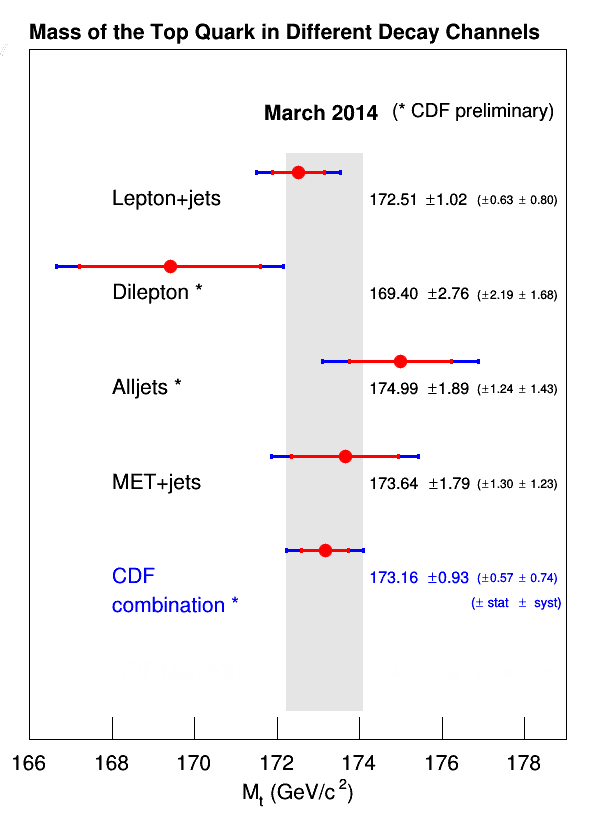 Mass of the Top Quark in Different Decay Channels
March 2014 (* CDF preliminary)
Lepton+jets 172.51 ±1.02 (±0.63 ± 0.80)
Dilepton * 169.40 ±2.76 (±2.19 ± 1.68)
Alljets * 174.99 ±1.89 (±1.24 ± 1.43)
MET+jets 173.64 ±1.79 (±1.30 ± 1.23)
CDF 173.16 ±0.93 (±0.57 ± 0.74)
combination * (± stat ± syst)
166 168 170 172 174 176 178
M_t (GeV/c^2)